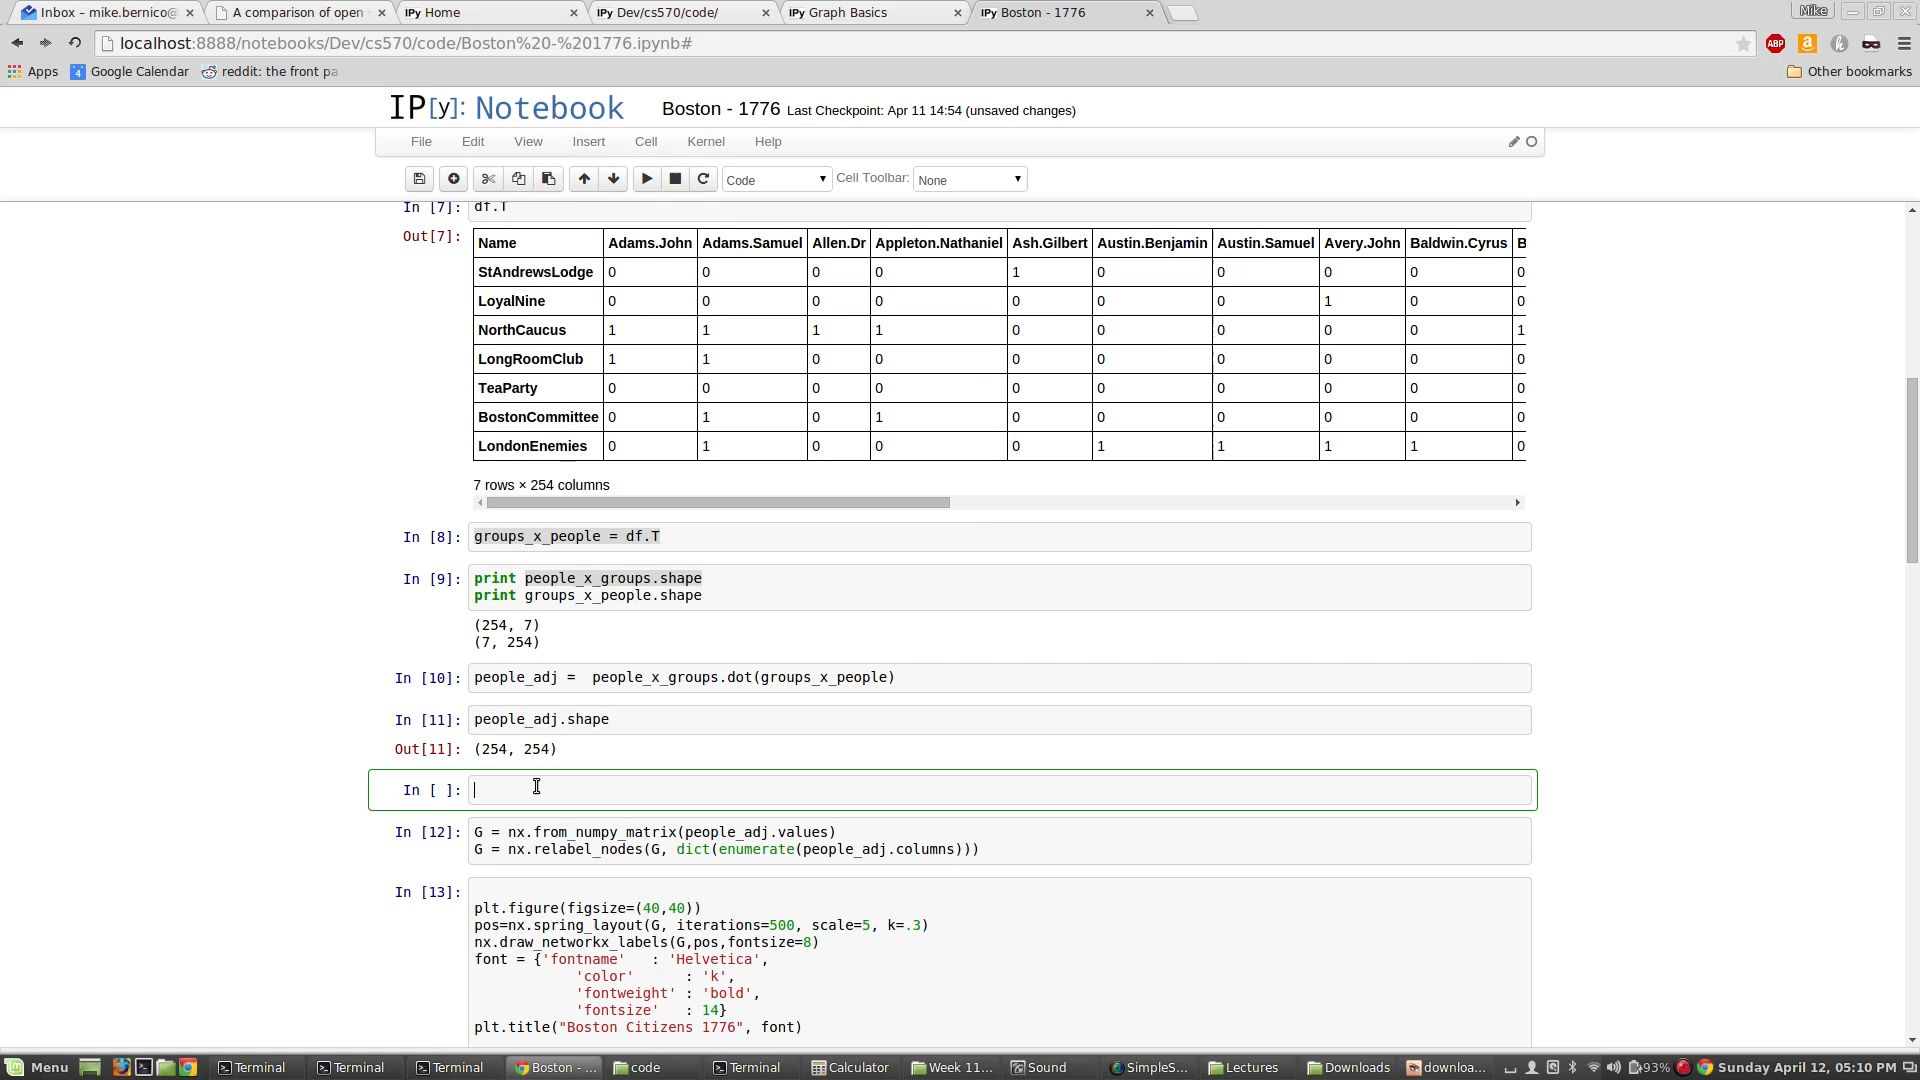 Inbox – mike.bernico@
A comparison of open
IPy Home
IPy Dev/cs570/code/
IPy Graph Basics
IPy Boston - 1776
Mike
localhost:8888/notebooks/Dev/cs570/code/Boston%20-%201776.ipynb#
ABP
Apps 4 Google Calendar reddit: the front pa Other bookmarks
IP[y]: Notebook Boston - 1776 Last Checkpoint: Apr 11 14:54 (unsaved changes)
File Edit View Insert Cell Kernel Help
Code Cell Toolbar: None
In [7]: df.T
Out[7]:
Name Adams.John Adams.Samuel Allen.Dr Appleton.Nathaniel Ash.Gilbert Austin.Benjamin Austin.Samuel Avery.John Baldwin.Cyrus B
StAndrewsLodge 0 0 0 0 1 0 0 0 0 0
LoyalNine 0 0 0 0 0 0 0 1 0 0
NorthCaucus 1 1 1 1 0 0 0 0 0 1
LongRoomClub 1 1 0 0 0 0 0 0 0 0
TeaParty 0 0 0 0 0 0 0 0 0 0
BostonCommittee 0 1 0 1 0 0 0 0 0 0
LondonEnemies 0 1 0 0 0 1 1 1 1 0
7 rows × 254 columns
In [8]: groups_x_people = df.T
In [9]: print people_x_groups.shape
print groups_x_people.shape
(254, 7)
(7, 254)
In [10]: people_adj =  people_x_groups.dot(groups_x_people)
In [11]: people_adj.shape
Out[11]: (254, 254)
In [ ]:
In [12]: G = nx.from_numpy_matrix(people_adj.values)
G = nx.relabel_nodes(G, dict(enumerate(people_adj.columns)))
In [13]:
plt.figure(figsize=(40,40))
pos=nx.spring_layout(G, iterations=500, scale=5, k=.3)
nx.draw_networkx_labels(G,pos,fontsize=8)
font = {'fontname'   : 'Helvetica',
'color'      : 'k',
'fontweight' : 'bold',
'fontsize'   : 14}
plt.title("Boston Citizens 1776", font)
Menu Terminal Terminal Terminal Boston - ... code Terminal Calculator Week 11... Sound SimpleS... Lectures Downloads downloa... 93% Sunday April 12, 05:10 PM